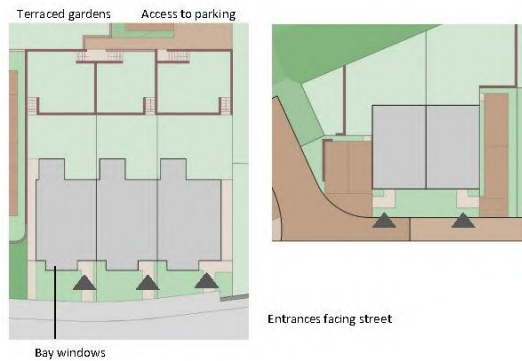 Terraced gardens
Access to parking
Entrances facing street
Bay windows